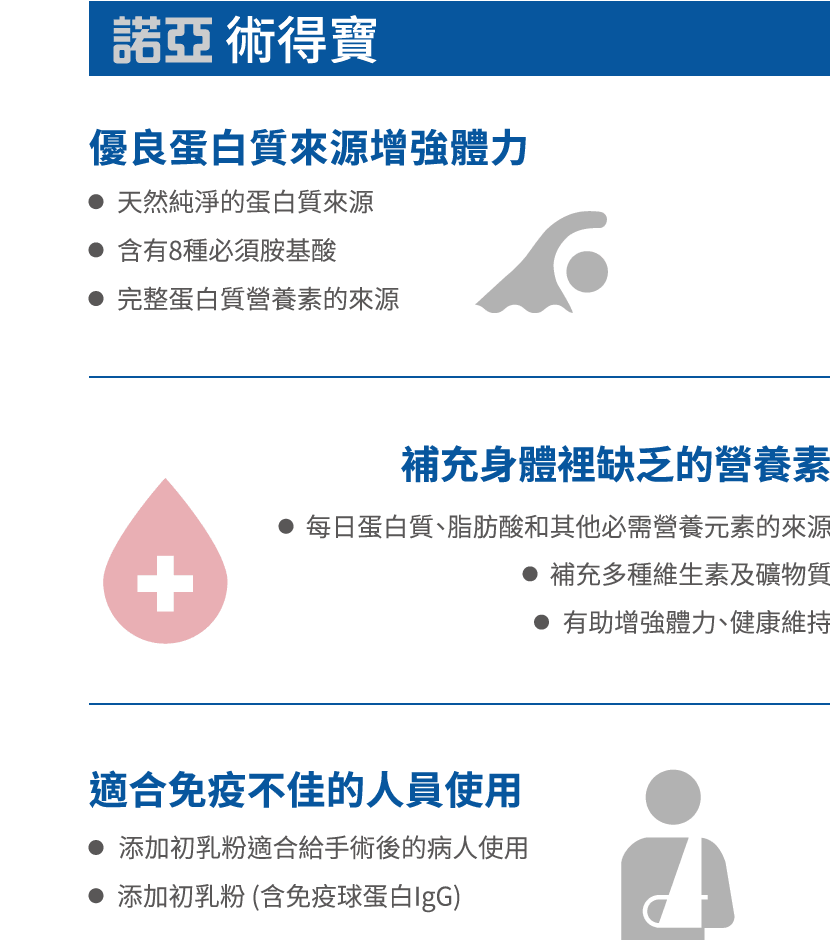 諾亞 術得寶
優良蛋白質來源增強體力
● 天然純淨的蛋白質來源
● 含有8種必須胺基酸
● 完整蛋白質營養素的來源
補充身體裡缺乏的營養素
● 每日蛋白質、脂肪酸和其他必需營養元素的來源
● 補充多種維生素及礦物質
● 有助增強體力、健康維持
適合免疫不佳的人員使用
● 添加初乳粉適合給手術後的病人使用
● 添加初乳粉 (含免疫球蛋白IgG)